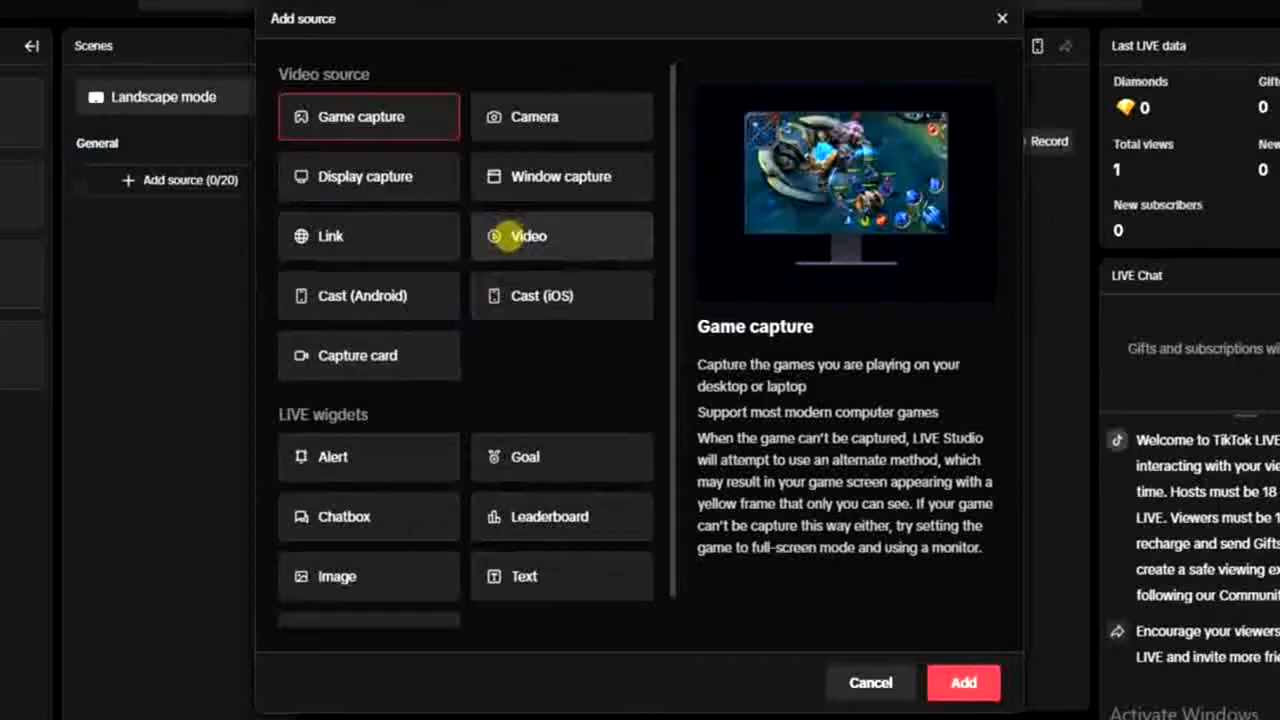 Add source
Scenes
Landscape mode
General
Add source (0/20)
Video source
Game capture
Camera
Display capture
Window capture
Link
Video
Cast (Android)
Cast (iOS)
Capture card
LIVE wigdets
Alert
Goal
Chatbox
Leaderboard
Image
Text
Game capture
Capture the games you are playing on your
desktop or laptop
Support most modern computer games
When the game can't be captured, LIVE Studio
will attempt to use an alternate method, which
may result in your game screen appearing with a
yellow frame that only you can see. If your game
can't be capture this way either, try setting the
game to full-screen mode and using a monitor.
Cancel
Add
Record
Last LIVE data
Diamonds
0
0
Total views
1
0
New subscribers
0
LIVE Chat
Gifts and subscriptions
Welcome to TikTok LIVE
interacting with your
time. Hosts must be 18
LIVE. Viewers must be
recharge and send Gifts
create a safe viewing
following our
Encourage your viewers
LIVE and invite more
Activate Windows